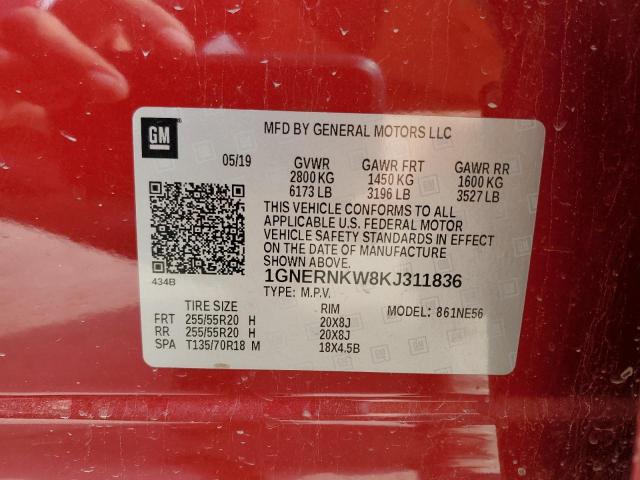 GM
MFD BY GENERAL MOTORS LLC
05/19 GVWR GAWR FRT GAWR RR
2800 KG 1450 KG 1600 KG
6173 LB 3196 LB 3527 LB
THIS VEHICLE CONFORMS TO ALL
APPLICABLE U.S. FEDERAL MOTOR
VEHICLE SAFETY STANDARDS IN EFFECT
ON THE DATE OF MANUFACTURE
SHOWN ABOVE.
434B
1GNERNKW8KJ311836
TYPE: M.P.V. MODEL: 861NE56
TIRE SIZE RIM
FRT 255/55R20 H 20X8J
RR 255/55R20 H 20X8J
SPA T135/70R18 M 18X4.5B